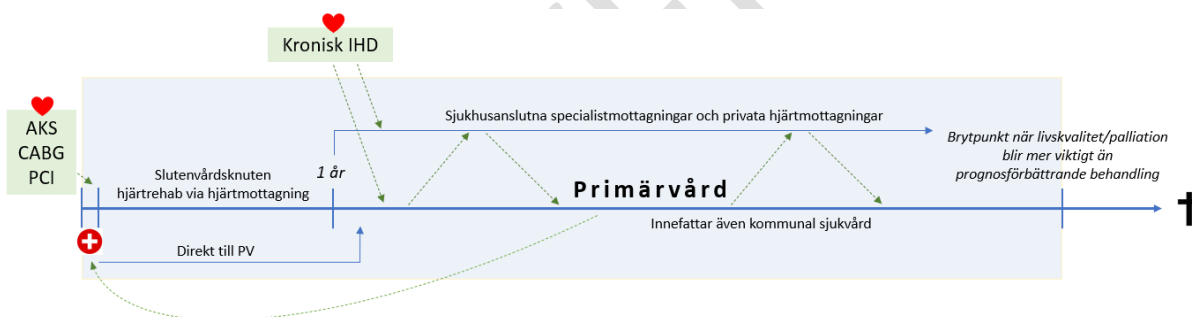 Kronisk IHD
AKS
CABG
PCI
Sjukhusanslutna specialistmottagningar och privata hjärtmottagningar
Brytpunkt när livskvalitet/palliation
blir mer viktigt än
prognosförbättrande behandling
Slutenvårdsknuten
hjärtrehab via hjärtmottagning
1 år
Primärvård
Innefattar även kommunal sjukvård
Direkt till PV